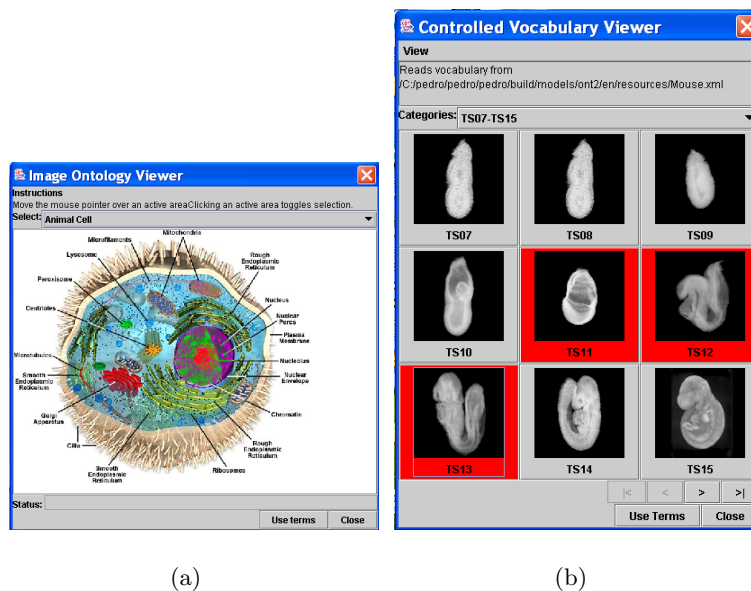 Image Ontology Viewer
Instructions
Move the mouse pointer over an active areaClicking an active area toggles selection.
Select: Animal Cell
Mitochondria
Microfilaments
Lysosome
Rough
Endoplasmic
Reticulum
Peroxisome
Centrioles
Nucleus
Nuclear
Pores
Plasma
Membrane
Microtubules
Nucleolus
Smooth
Endoplasmic
Reticulum
Nuclear
Envelope
Golgi
Apparatus
Chromatin
Cilia
Rough
Endoplasmic
Reticulum
Smooth
Endoplasmic
Reticulum
Ribosomes
Status:
Use terms Close
(a)
Controlled Vocabulary Viewer
View
Reads vocabulary from
/C:/pedro/pedro/pedro/build/models/ont2/en/resources/Mouse.xml
Categories: TS07-TS15
TS07 TS08 TS09
TS10 TS11 TS12
TS13 TS14 TS15
|< < > >|
Use Terms Close
(b)